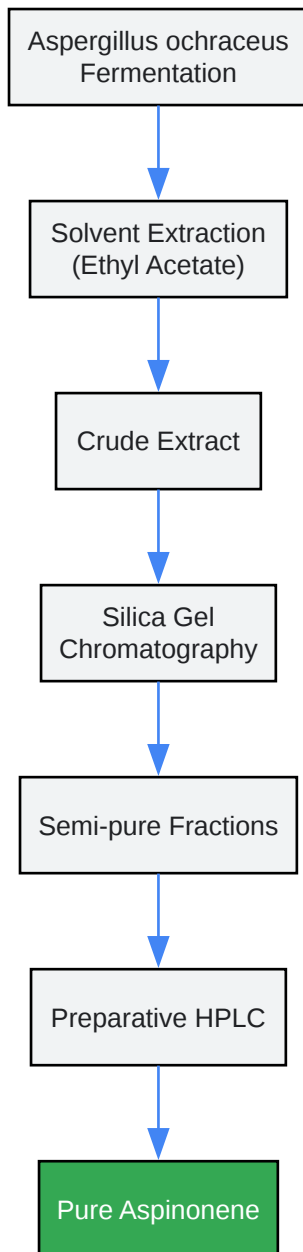 Aspergillus ochraceus
Fermentation
Solvent Extraction
(Ethyl Acetate)
Crude Extract
Silica Gel
Chromatography
Semi-pure Fractions
Preparative HPLC
Pure Aspinonene